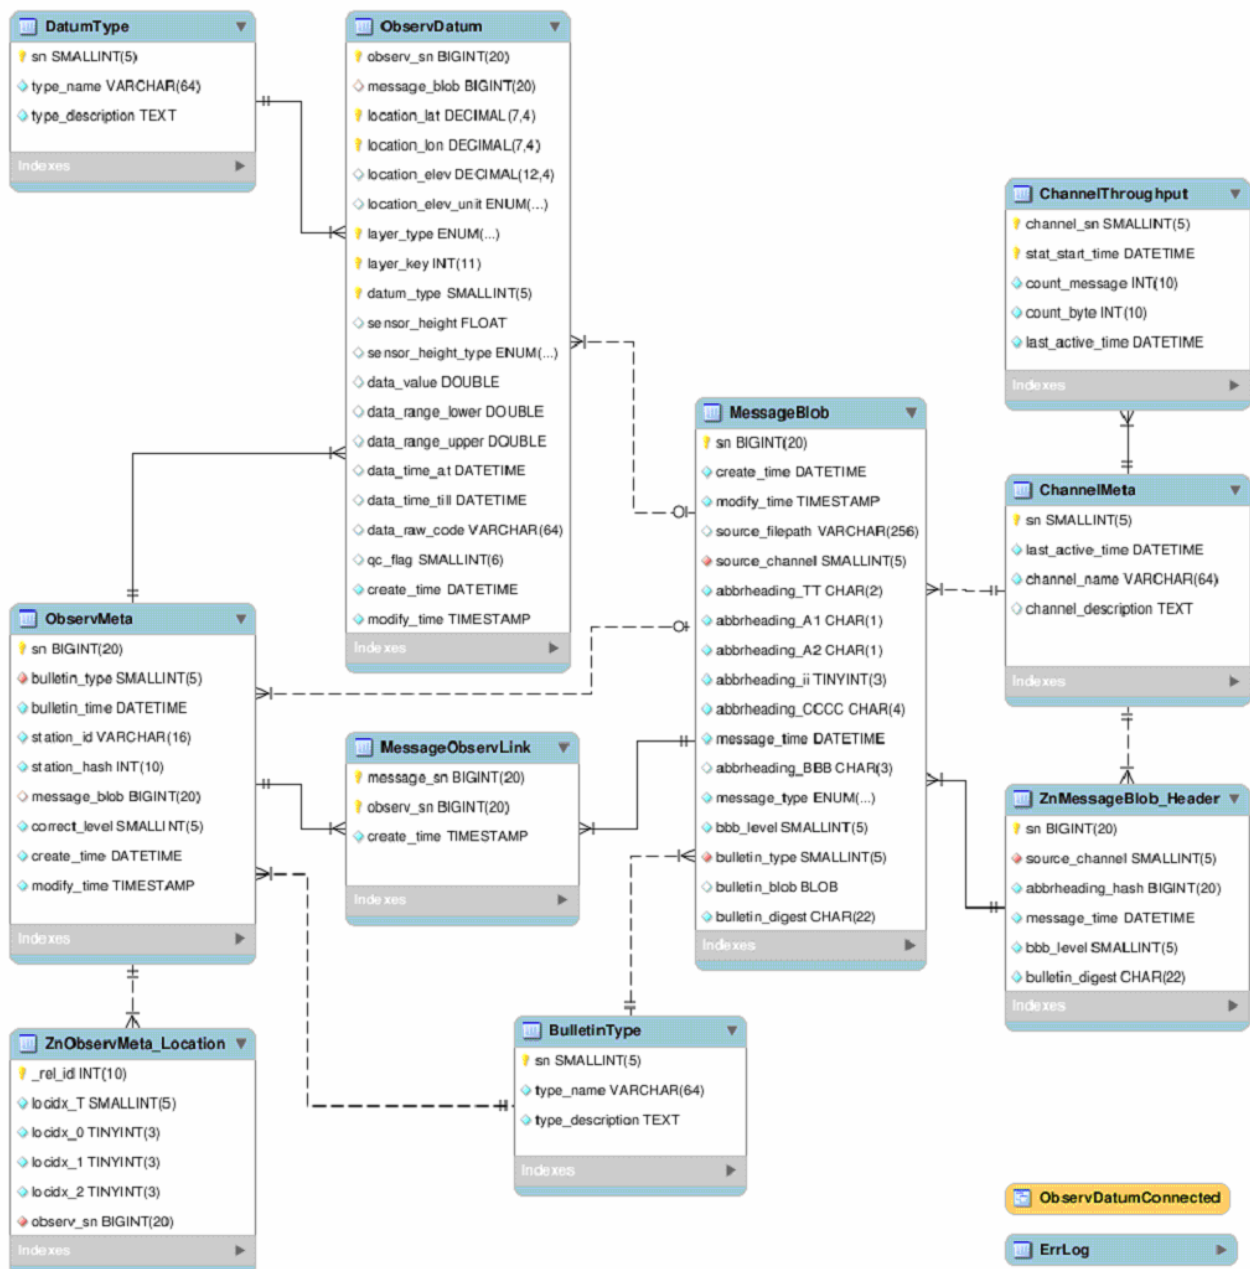 DatumType
sn SMALLINT(5)
type_name VARCHAR(64)
type_description TEXT
Indexes
ObservDatum
observ_sn BIGINT(20)
message_blob BIGINT(20)
location_lat DECIMAL(7,4)
location_lon DECIMAL(7,4)
location_elev DECIMAL(12,4)
location_elev_unit ENUM(...)
layer_type ENUM(...)
layer_key INT(11)
datum_type SMALLINT(5)
sensor_height FLOAT
sensor_height_type ENUM(...)
data_value DOUBLE
data_range_lower DOUBLE
data_range_upper DOUBLE
data_time_at DATETIME
data_time_till DATETIME
data_raw_code VARCHAR(64)
qc_flag SMALLINT(6)
create_time DATETIME
modify_time TIMESTAMP
Indexes
ChannelThroughput
channel_sn SMALLINT(5)
stat_start_time DATETIME
count_message INT(10)
count_byte INT(10)
last_active_time DATETIME
Indexes
MessageBlob
sn BIGINT(20)
create_time DATETIME
modify_time TIMESTAMP
source_filepath VARCHAR(256)
source_channel SMALLINT(5)
abbrheading_TT CHAR(2)
abbrheading_A1 CHAR(1)
abbrheading_A2 CHAR(1)
abbrheading_ii TINYINT(3)
abbrheading_CCCC CHAR(4)
message_time DATETIME
abbrheading_BBB CHAR(3)
message_type ENUM(...)
bbb_level SMALLINT(5)
bulletin_type SMALLINT(5)
bulletin_blob BLOB
bulletin_digest CHAR(22)
Indexes
ChannelMeta
sn SMALLINT(5)
last_active_time DATETIME
channel_name VARCHAR(64)
channel_description TEXT
Indexes
ObservMeta
sn BIGINT(20)
bulletin_type SMALLINT(5)
bulletin_time DATETIME
station_id VARCHAR(16)
station_hash INT(10)
message_blob BIGINT(20)
correct_level SMALLINT(5)
create_time DATETIME
modify_time TIMESTAMP
Indexes
MessageObservLink
message_sn BIGINT(20)
observ_sn BIGINT(20)
create_time TIMESTAMP
Indexes
ZnMessageBlob_Header
sn BIGINT(20)
source_channel SMALLINT(5)
abbrheading_hash BIGINT(20)
message_time DATETIME
bbb_level SMALLINT(5)
bulletin_digest CHAR(22)
Indexes
ZnObservMeta_Location
_rel_id INT(10)
locidx_T SMALLINT(5)
locidx_0 TINYINT(3)
locidx_1 TINYINT(3)
locidx_2 TINYINT(3)
observ_sn BIGINT(20)
Indexes
BulletinType
sn SMALLINT(5)
type_name VARCHAR(64)
type_description TEXT
Indexes
ObservDatumConnected
ErrLog